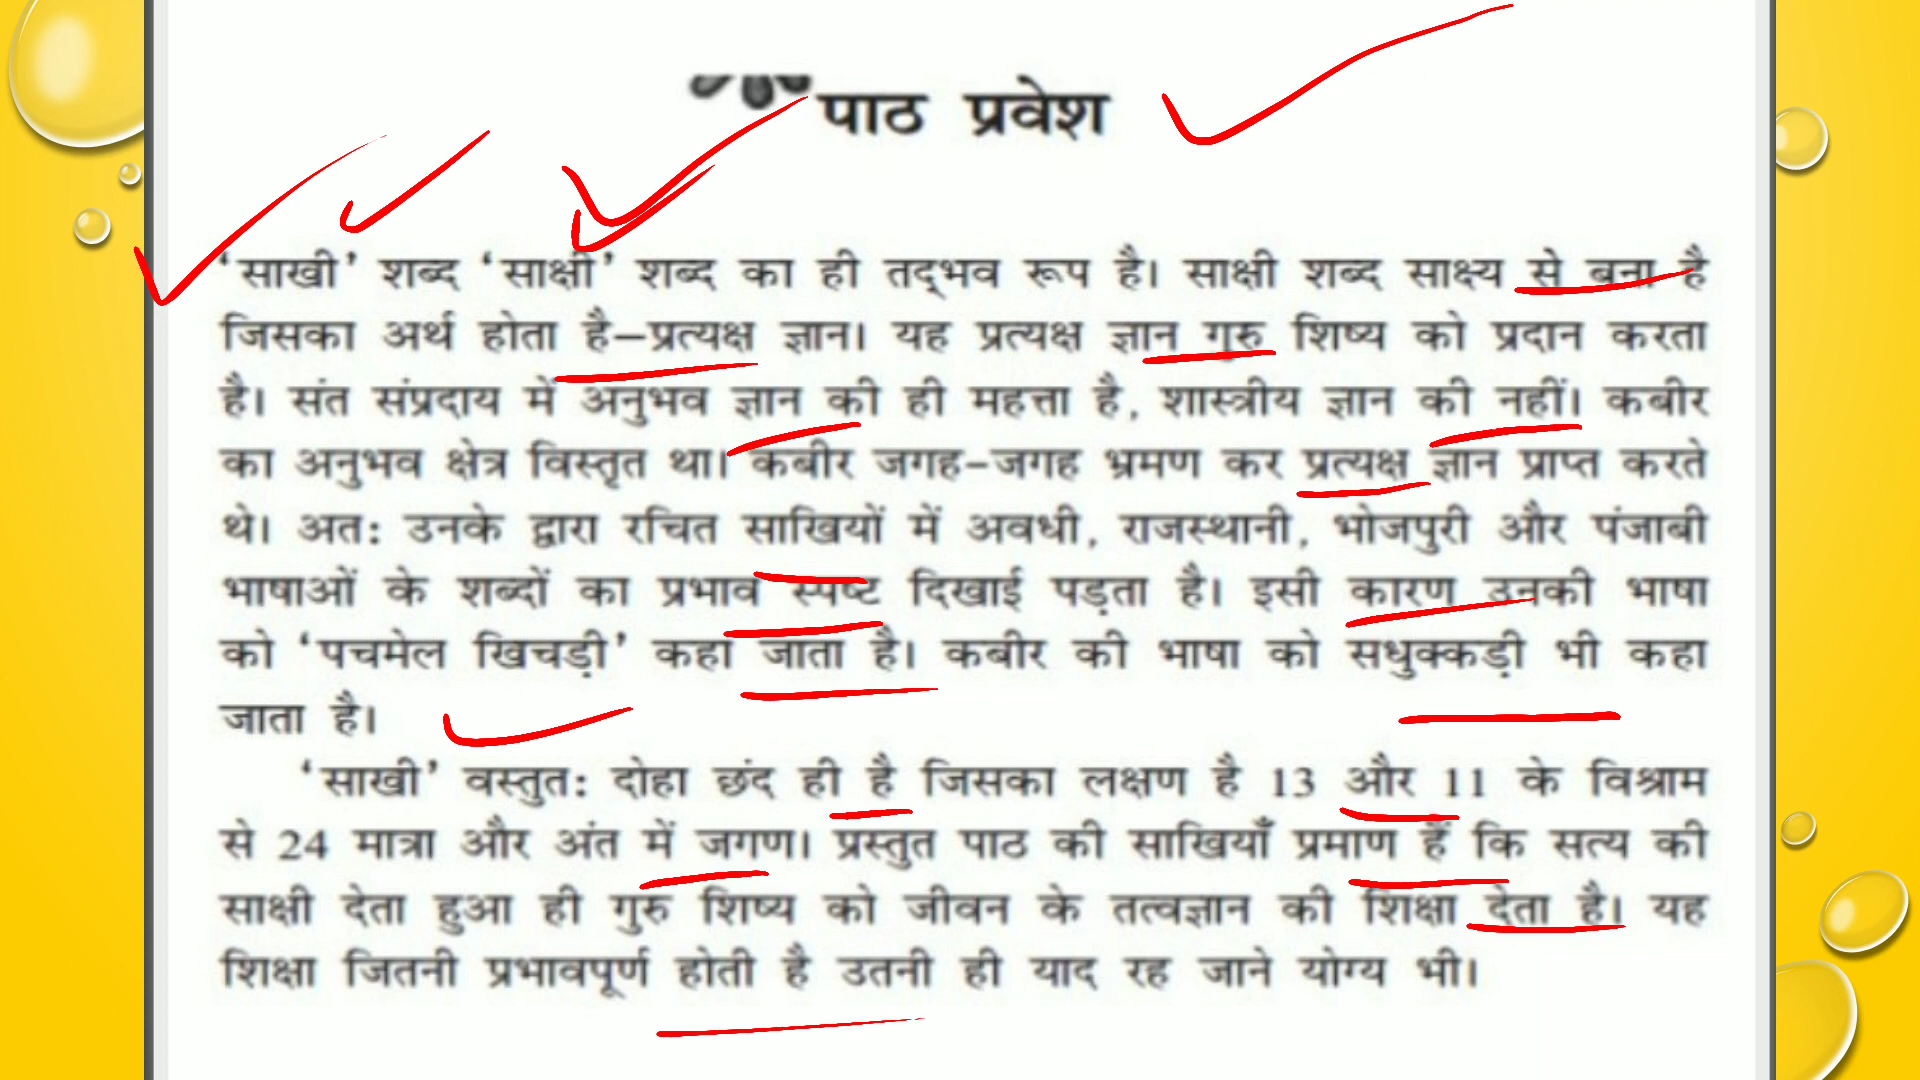 पाठ प्रवेश
‘साखी’ शब्द ‘साक्षी’ शब्द का ही तद्भव रूप है। साक्षी शब्द साक्ष्य से बना है
जिसका अर्थ होता है–प्रत्यक्ष ज्ञान। यह प्रत्यक्ष ज्ञान गुरु शिष्य को प्रदान करता
है। संत संप्रदाय में अनुभव ज्ञान की ही महत्ता है, शास्त्रीय ज्ञान की नहीं। कबीर
का अनुभव क्षेत्र विस्तृत था। कबीर जगह–जगह भ्रमण कर प्रत्यक्ष ज्ञान प्राप्त करते
थे। अत: उनके द्वारा रचित साखियों में अवधी, राजस्थानी, भोजपुरी और पंजाबी
भाषाओं के शब्दों का प्रभाव स्पष्ट दिखाई पड़ता है। इसी कारण उनकी भाषा
को ‘पचमेल खिचड़ी’ कहा जाता है। कबीर की भाषा को सधुक्कड़ी भी कहा
जाता है।
‘साखी’ वस्तुत: दोहा छंद ही है जिसका लक्षण है 13 और 11 के विश्राम
से 24 मात्रा और अंत में जगण। प्रस्तुत पाठ की साखियाँ प्रमाण हैं कि सत्य की
साक्षी देता हुआ ही गुरु शिष्य को जीवन के तत्वज्ञान की शिक्षा देता है। यह
शिक्षा जितनी प्रभावपूर्ण होती है उतनी ही याद रह जाने योग्य भी।